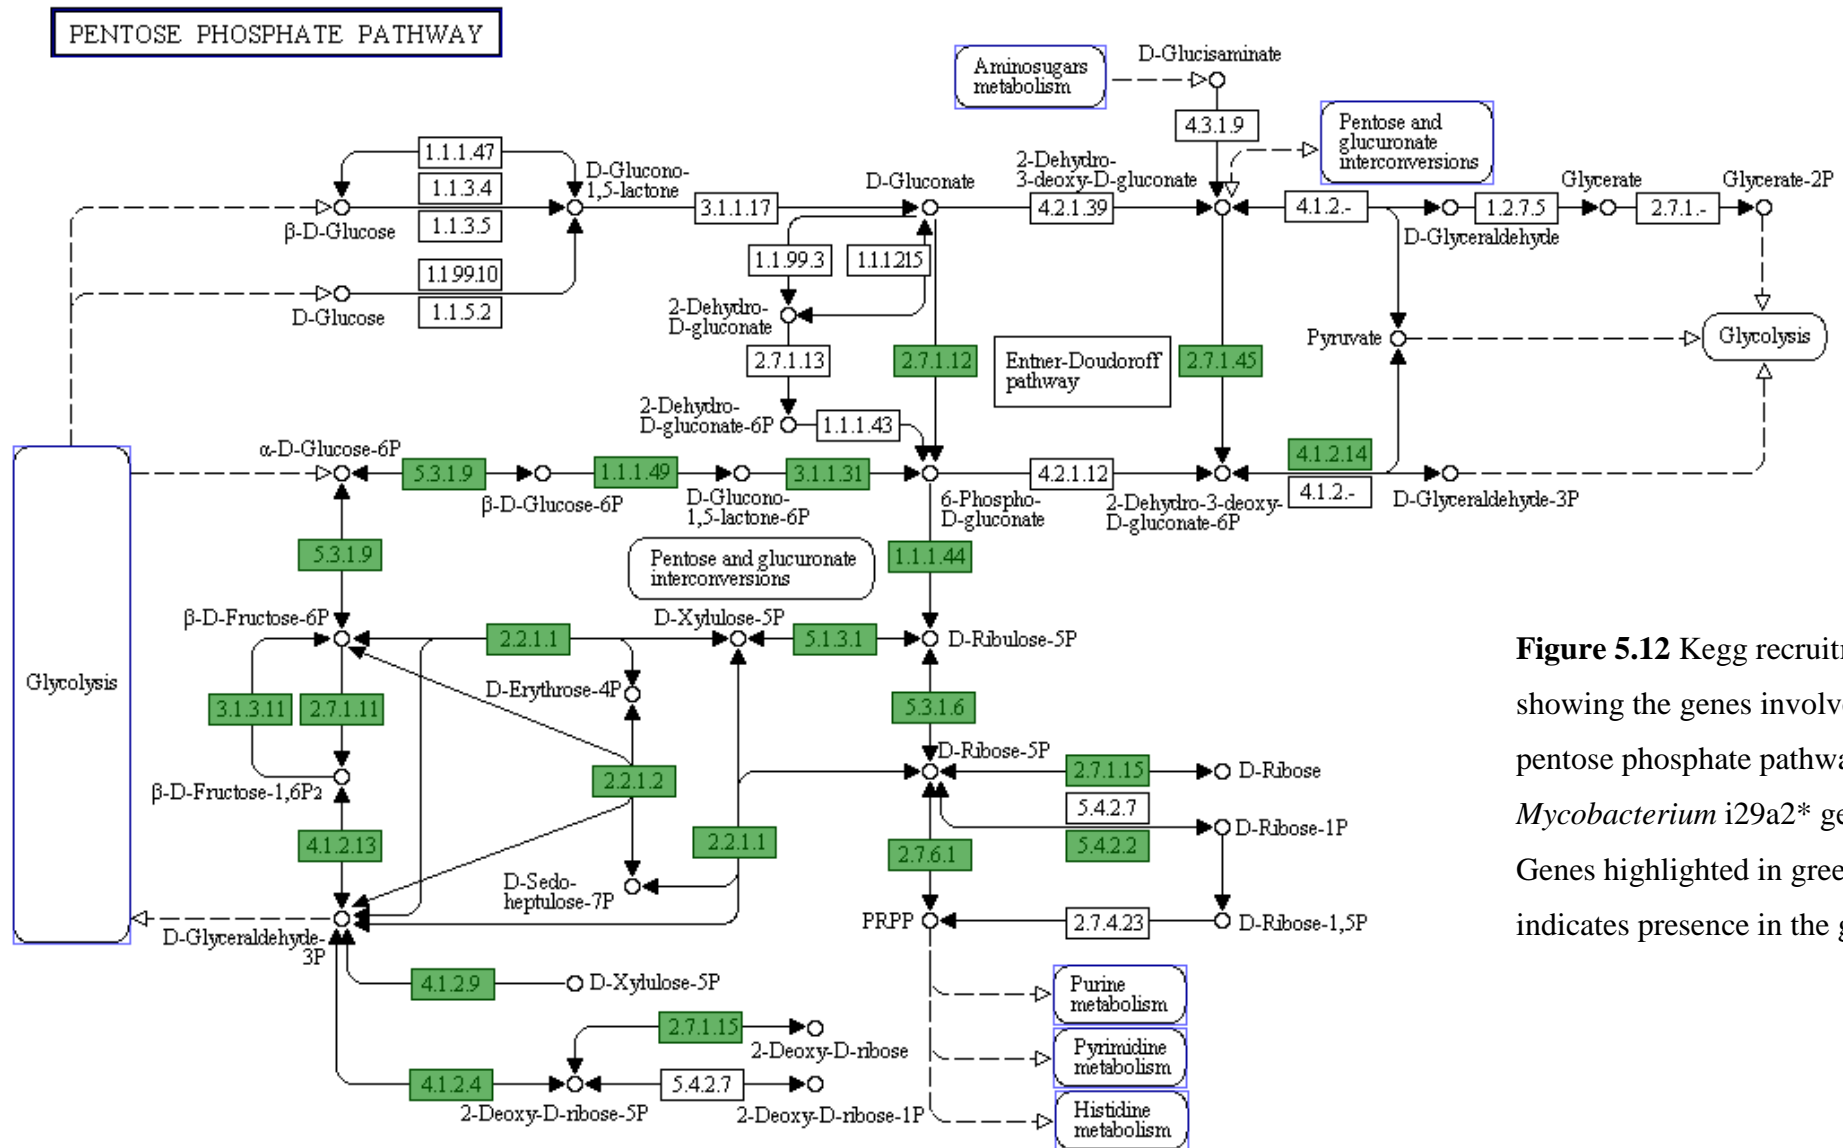 PENTOSE PHOSPHATE PATHWAY
D-Glucisaminate
Aminosugars
metabolism
4.3.1.9
Pentose and
glucuronate
interconversions
1.1.1.47
1.1.3.4
1.1.3.5
D-Glucono-
1,5-lactone
β-D-Glucose
3.1.1.17
D-Gluconate
2-Dehydro-
3-deoxy-D-gluconate
4.2.1.39
4.1.2.-
D-Glyceraldehyde
1.2.7.5
Glycerate
2.7.1.-
Glycerate-2P
1.1.99.10
1.1.5.2
D-Glucose
1.1.99.3
1.1.1.215
2-Dehydro-
D-gluconate
2.7.1.13
2.7.1.12
Entner-Doudoroff
pathway
2.7.1.45
Pyruvate
Glycolysis
2-Dehydro-
D-gluconate-6P
1.1.1.43
α-D-Glucose-6P
5.3.1.9
β-D-Glucose-6P
1.1.1.49
D-Glucono-
1,5-lactone-6P
3.1.1.31
6-Phospho-
D-gluconate
4.2.1.12
2-Dehydro-3-deoxy-
D-gluconate-6P
4.1.2.14
4.1.2.-
D-Glyceraldehyde-3P
5.3.1.9
Pentose and glucuronate
interconversions
1.1.1.44
β-D-Fructose-6P
2.2.1.1
D-Xylulose-5P
5.1.3.1
D-Ribulose-5P
Glycolysis
3.1.3.11
2.7.1.11
D-Erythrose-4P
5.3.1.6
β-D-Fructose-1,6P2
2.2.1.2
D-Ribose-5P
2.7.1.15
D-Ribose
5.4.2.7
5.4.2.2
D-Ribose-1P
4.1.2.13
2.2.1.1
2.7.6.1
D-Sedo-
heptulose-7P
D-Glyceraldehyde-
3P
PRPP
2.7.4.23
D-Ribose-1,5P
4.1.2.9
D-Xylulose-5P
Purine
metabolism
2.7.1.15
2-Deoxy-D-ribose
Pyrimidine
metabolism
4.1.2.4
2-Deoxy-D-ribose-5P
5.4.2.7
2-Deoxy-D-ribose-1P
Histidine
metabolism
Figure 5.12 Kegg recruit
showing the genes involv
pentose phosphate pathwa
Mycobacterium i29a2* ge
Genes highlighted in gree
indicates presence in the g